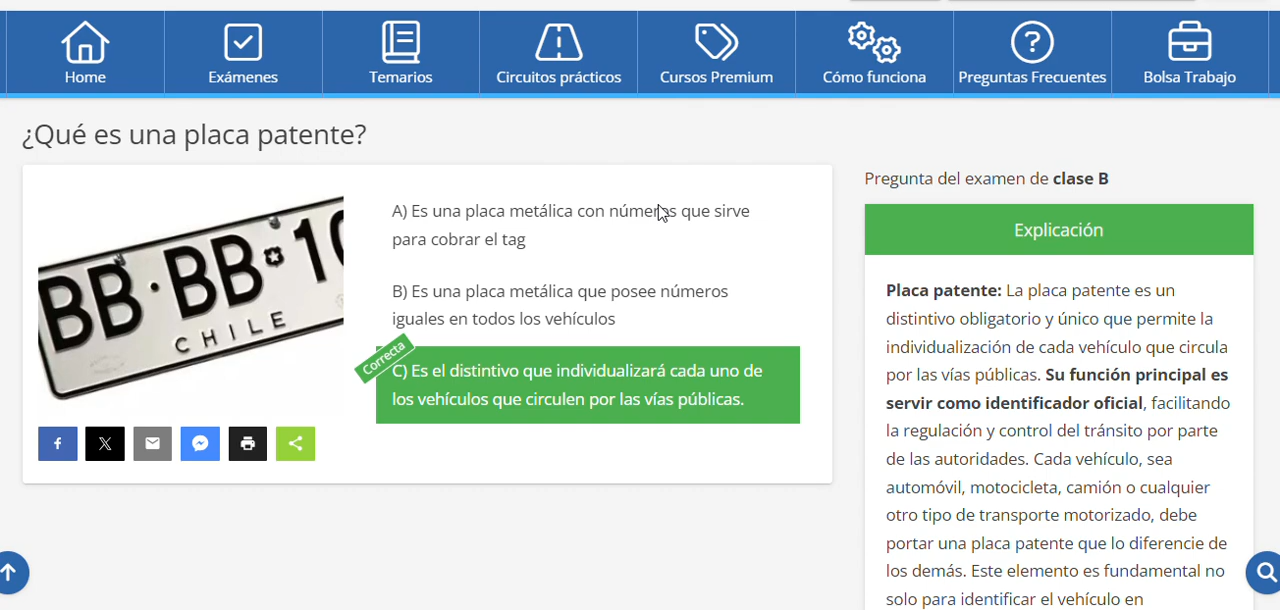 Home
Exámenes
Temarios
Circuitos prácticos
Cursos Premium
Cómo funciona
Preguntas Frecuentes
Bolsa Trabajo
¿Qué es una placa patente?
BB·BB 10
CHILE
A) Es una placa metálica con números que sirve
para cobrar el tag
B) Es una placa metálica que posee números
iguales en todos los vehículos
Correcta
C) Es el distintivo que individualizará cada uno de
los vehículos que circulen por las vías públicas.
Pregunta del examen de clase B
Explicación
Placa patente: La placa patente es un
distintivo obligatorio y único que permite la
individualización de cada vehículo que circula
por las vías públicas. Su función principal es
servir como identificador oficial, facilitando
la regulación y control del tránsito por parte
de las autoridades. Cada vehículo, sea
automóvil, motocicleta, camión o cualquier
otro tipo de transporte motorizado, debe
portar una placa patente que lo diferencie de
los demás. Este elemento es fundamental no
solo para identificar el vehículo en